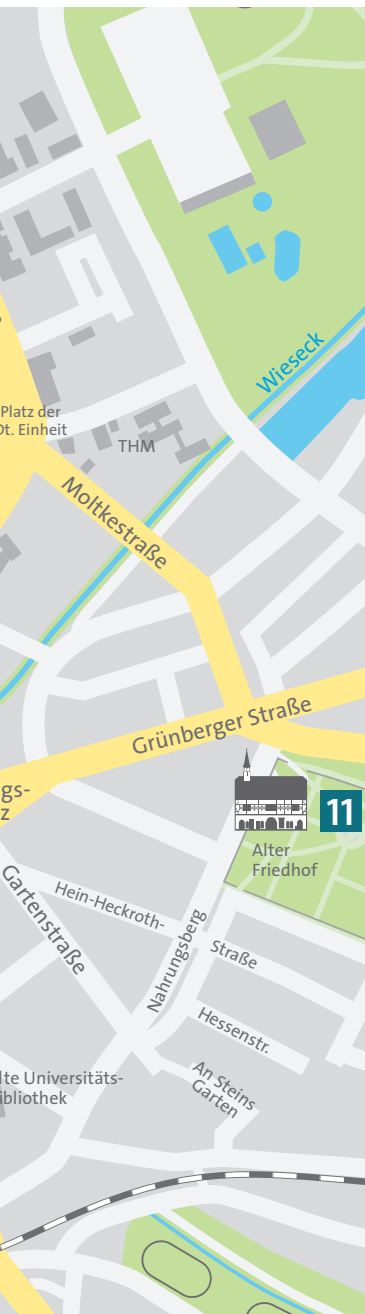 Wieseck
Platz der
Dt. Einheit
THM
Moltkestraße
Grünberger Straße
gs-
z
11
Alter
Friedhof
Gartenstraße
Hein-Heckroth-
Straße
Nahrungsberg
Hessenstr.
An Steins
Garten
lte Universitäts-
ibliothek